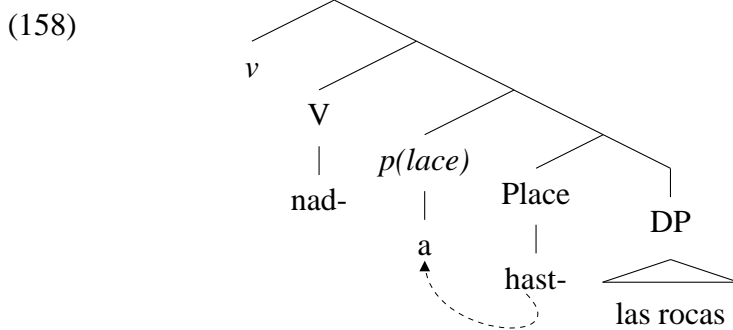 (158)
v
V
p(lace)
nad-
Place
DP
a
hast-
las rocas